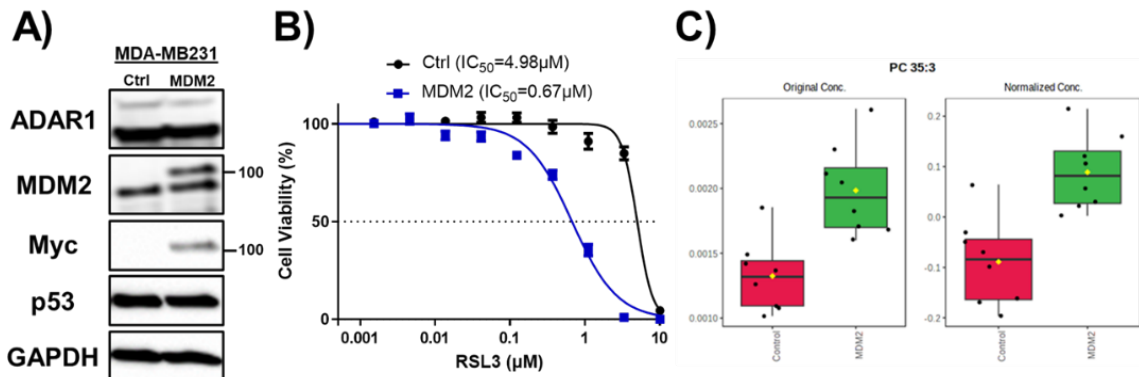 A)
MDA-MB231
Ctrl MDM2
ADAR1
MDM2
100
Myc
100
p53
GAPDH
B)
Ctrl (IC50=4.98µM)
MDM2 (IC50=0.67µM)
Cell Viability (%)
100
50
0
0.001 0.01 0.1 1 10
RSL3 (µM)
C)
PC 35:3
Original Conc.
Normalized Conc.
0.0025
0.0020
0.0015
0.0010
Control
MDM2
0.2
0.1
0.0
-0.1
-0.2
Control
MDM2